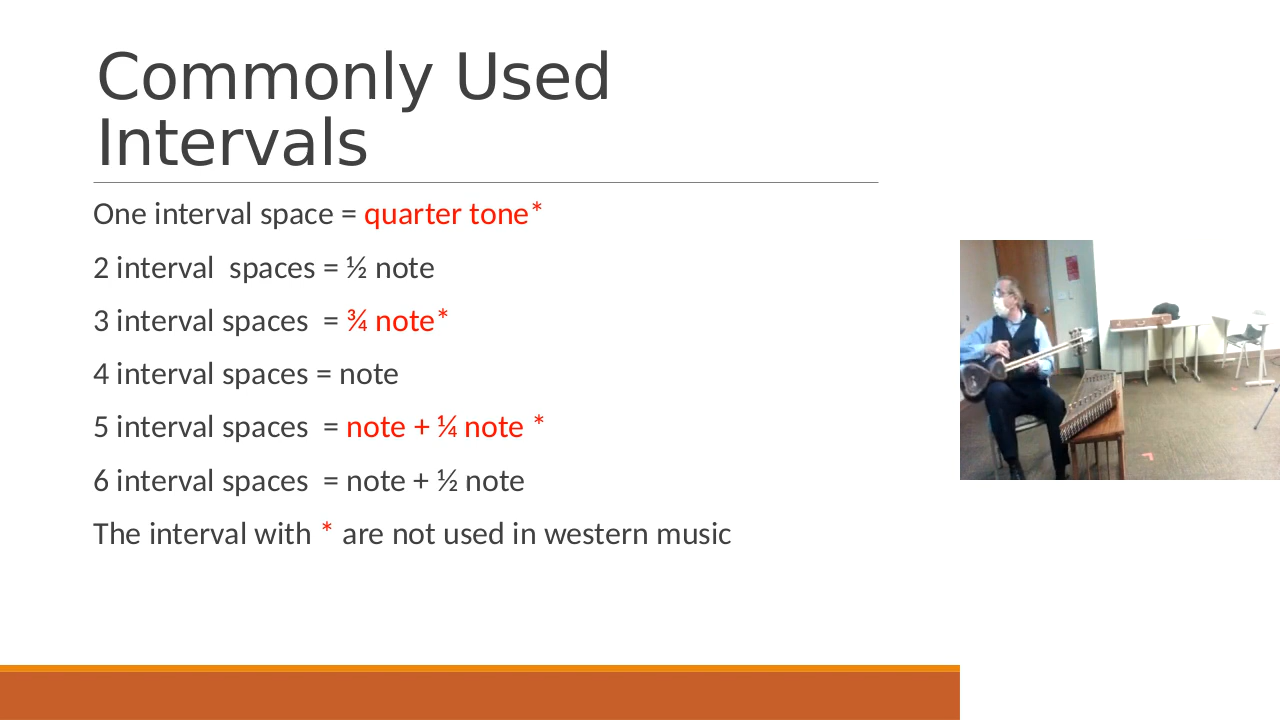 Commonly Used
Intervals
One interval space = quarter tone*
2 interval  spaces = ½ note
3 interval spaces  = ¾ note*
4 interval spaces = note
5 interval spaces  = note + ¼ note *
6 interval spaces  = note + ½ note
The interval with * are not used in western music